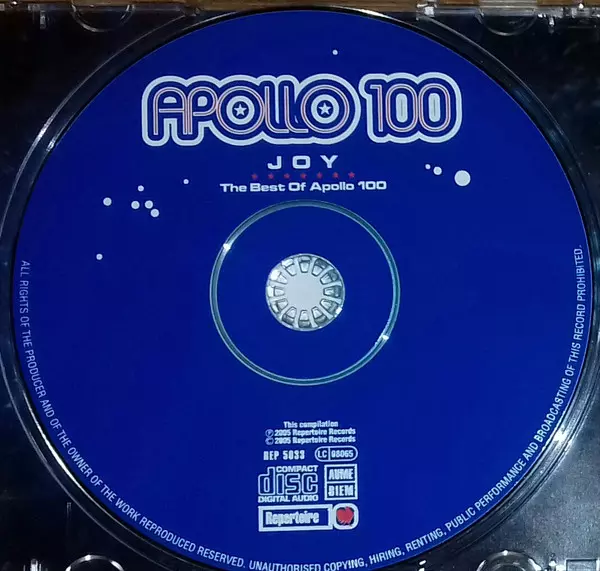 APOLLO 100
JOY
The Best Of Apollo 100
This compilation
Ⓟ 2005 Repertoire Records
© 2005 Repertoire Records
REP 5033
LC 98065
COMPACT
disc
DIGITAL AUDIO
AUME
BIEM
Repertoire
ALL RIGHTS OF THE PRODUCER AND OF THE OWNER OF THE WORK REPRODUCED RESERVED. UNAUTHORISED COPYING, HIRING, RENTING, PUBLIC PERFORMANCE AND BROADCASTING OF THIS RECORD PROHIBITED.